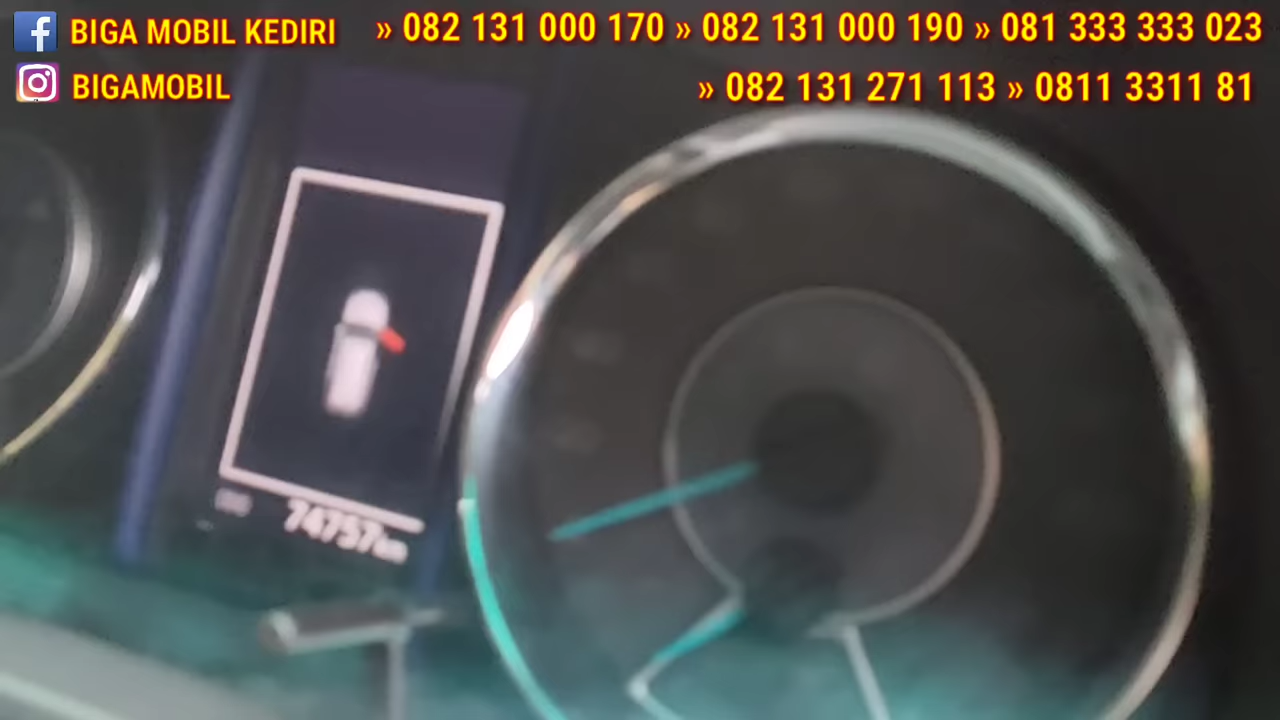 BIGA MOBIL KEDIRI » 082 131 000 170 » 082 131 000 190 » 081 333 333 023
BIGAMOBIL » 082 131 271 113 » 0811 3311 81
74757km